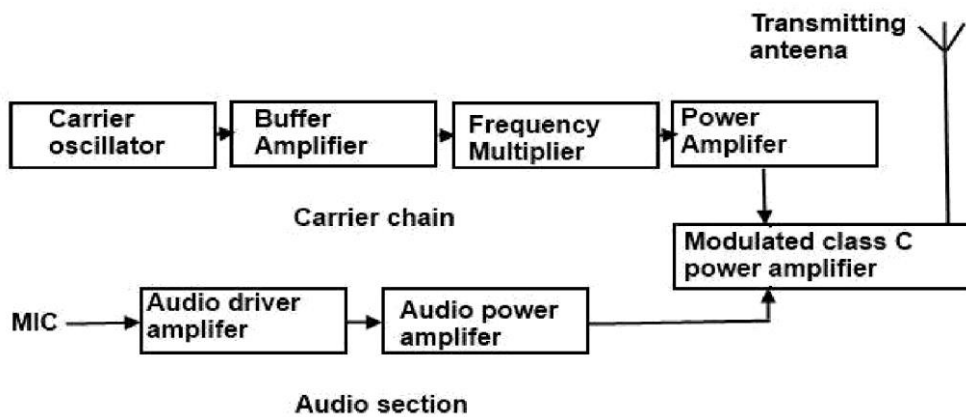 Transmitting
anteena
Carrier
oscillator
Buffer
Amplifier
Frequency
Multiplier
Power
Amplifer
Carrier chain
Modulated class C
power amplifier
MIC
Audio driver
amplifer
Audio power
amplifer
Audio section